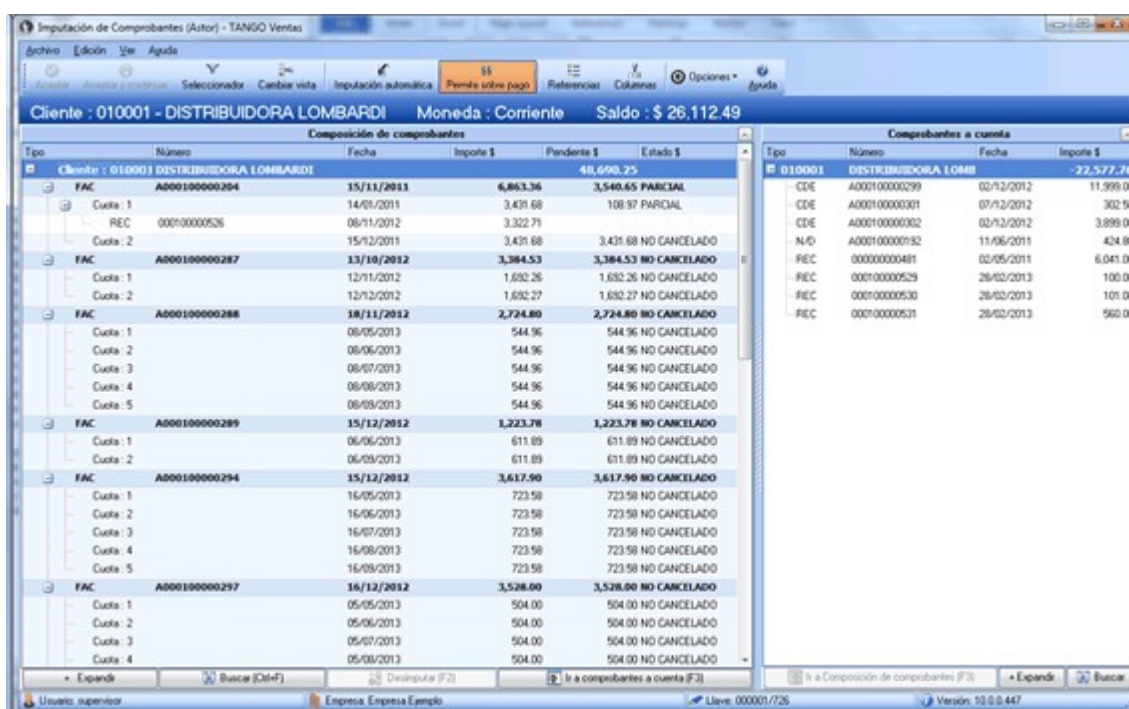 Imputación de Comprobantes (Astor) - TANGO Ventas
Archivo Edición Ver Ayuda
Aceptar Aceptar y continuar Seleccionador Cambiar vista Imputación automática Permite sobre pago Referencias Columnas Opciones Ayuda
Cliente : 010001 - DISTRIBUIDORA LOMBARDI Moneda : Corriente Saldo : $ 26,112.49
Composición de comprobantes
Tipo Número Fecha Importe $ Pendiente $ Estado $
Cliente : 010001 DISTRIBUIDORA LOMBARDI 48,690.25
FAC A000100000204 15/11/2011 6,863.36 3,540.65 PARCIAL
Cuota : 1 14/01/2011 3,431.68 108.97 PARCIAL
REC 000100000526 08/11/2012 3,322.71
Cuota : 2 15/12/2011 3,431.68 3,431.68 NO CANCELADO
FAC A000100000287 13/10/2012 3,384.53 3,384.53 NO CANCELADO
Cuota : 1 12/11/2012 1,692.26 1,692.26 NO CANCELADO
Cuota : 2 12/12/2012 1,692.27 1,692.27 NO CANCELADO
FAC A000100000288 18/11/2012 2,724.80 2,724.80 NO CANCELADO
Cuota : 1 08/05/2013 544.96 544.96 NO CANCELADO
Cuota : 2 08/06/2013 544.96 544.96 NO CANCELADO
Cuota : 3 08/07/2013 544.96 544.96 NO CANCELADO
Cuota : 4 08/08/2013 544.96 544.96 NO CANCELADO
Cuota : 5 08/09/2013 544.96 544.96 NO CANCELADO
FAC A000100000289 15/12/2012 1,223.78 1,223.78 NO CANCELADO
Cuota : 1 06/06/2013 611.89 611.89 NO CANCELADO
Cuota : 2 06/09/2013 611.89 611.89 NO CANCELADO
FAC A000100000294 15/12/2012 3,617.90 3,617.90 NO CANCELADO
Cuota : 1 16/05/2013 723.58 723.58 NO CANCELADO
Cuota : 2 16/06/2013 723.58 723.58 NO CANCELADO
Cuota : 3 16/07/2013 723.58 723.58 NO CANCELADO
Cuota : 4 16/08/2013 723.58 723.58 NO CANCELADO
Cuota : 5 16/09/2013 723.58 723.58 NO CANCELADO
FAC A000100000297 16/12/2012 3,528.00 3,528.00 NO CANCELADO
Cuota : 1 05/05/2013 504.00 504.00 NO CANCELADO
Cuota : 2 05/06/2013 504.00 504.00 NO CANCELADO
Cuota : 3 05/07/2013 504.00 504.00 NO CANCELADO
Cuota : 4 05/08/2013 504.00 504.00 NO CANCELADO
+ Expandir Buscar (Ctrl+F) Desimputar (F2) Ir a comprobantes a cuenta (F3)
Comprobantes a cuenta
Tipo Número Fecha Importe $
010001 DISTRIBUIDORA LOMB -22,577.76
CDE A000100000299 02/12/2012 11,999.0
CDE A000100000301 07/12/2012 302.50
CDE A000100000302 02/12/2012 3,899.0
N/D A000100000192 11/06/2011 424.8
REC 000000000481 02/05/2011 6,041.0
REC 000100000529 28/02/2013 100.0
REC 000100000530 28/02/2013 101.0
REC 000100000531 28/02/2013 560.0
Ir a Composición de comprobantes (F3) + Expandir Buscar
Usuario: supervisor Empresa: Empresa Ejemplo Llave: 000001/726 Versión: 10.0.0.447